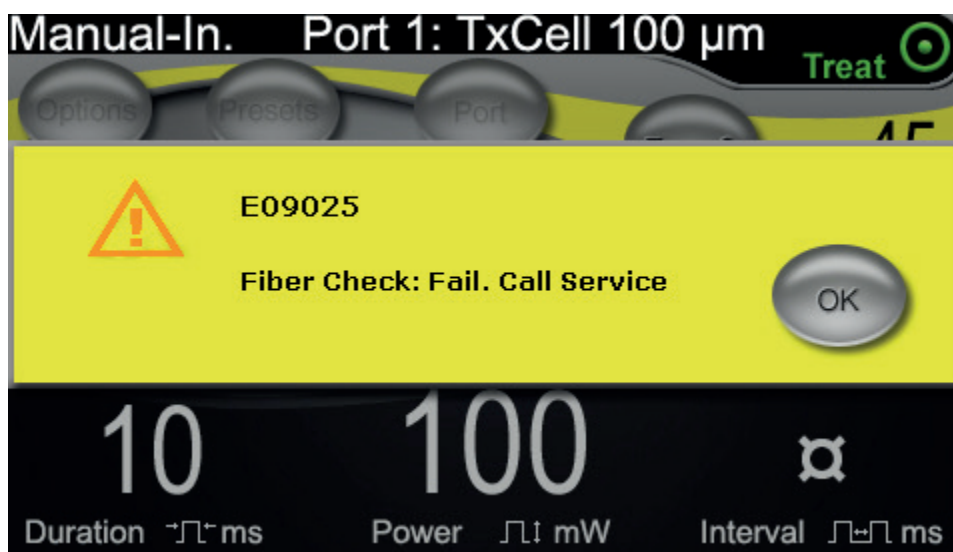 Manual-In. Port 1: TxCell 100 µm
Treat
Options Presets Port
E09025
Fiber Check: Fail. Call Service
OK
10 100 ¤
Duration ms Power mW Interval ms